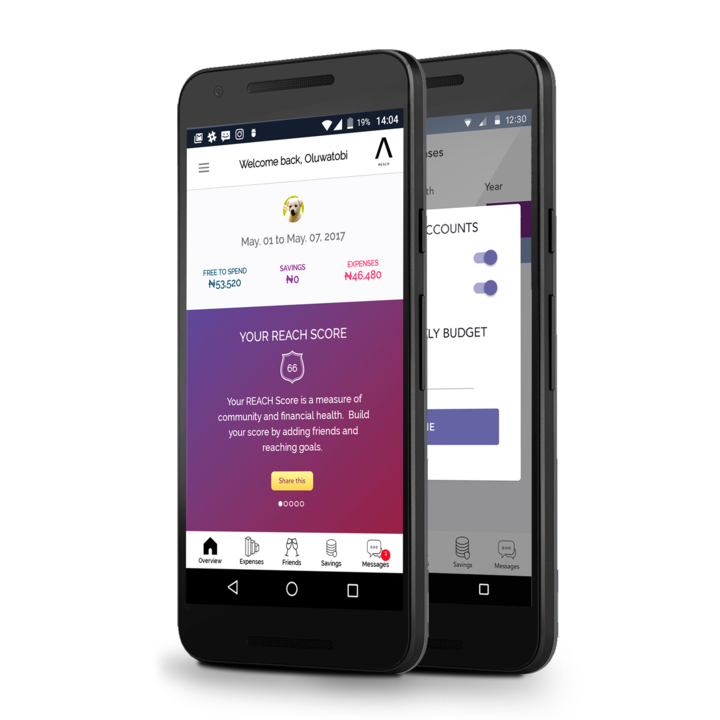 19% 14:04
Welcome back, Oluwatobi
REACH
May. 01 to May. 07, 2017
FREE TO SPEND
₦53,520
SAVINGS
₦0
EXPENSES
₦46,480
YOUR REACH SCORE
66
Your REACH Score is a measure of
community and financial health. Build
your score by adding friends and
reaching goals.
Share this
Overview
Expenses
Friends
Savings
Messages
1
12:30
ses
th
Year
CCOUNTS
LY BUDGET
NE
s
Savings
Messages